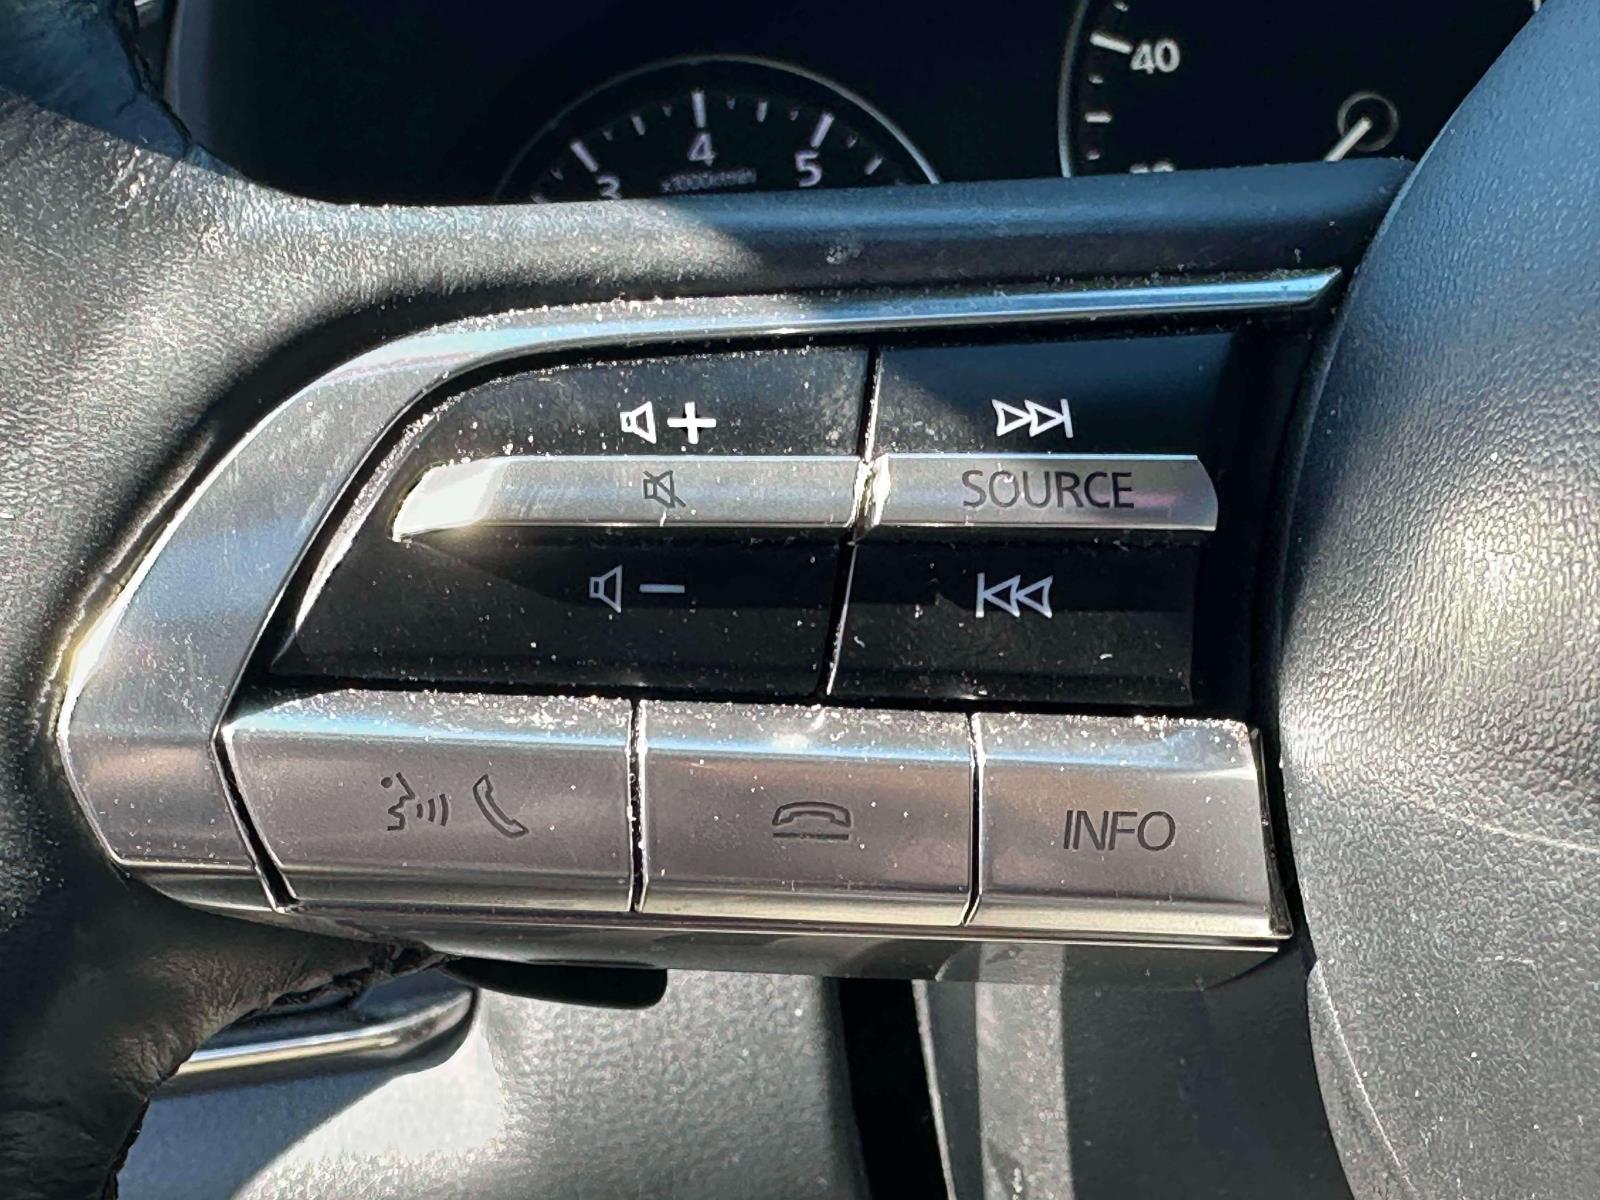 40
4
5
3
x1000r/min
+
SOURCE
−
INFO